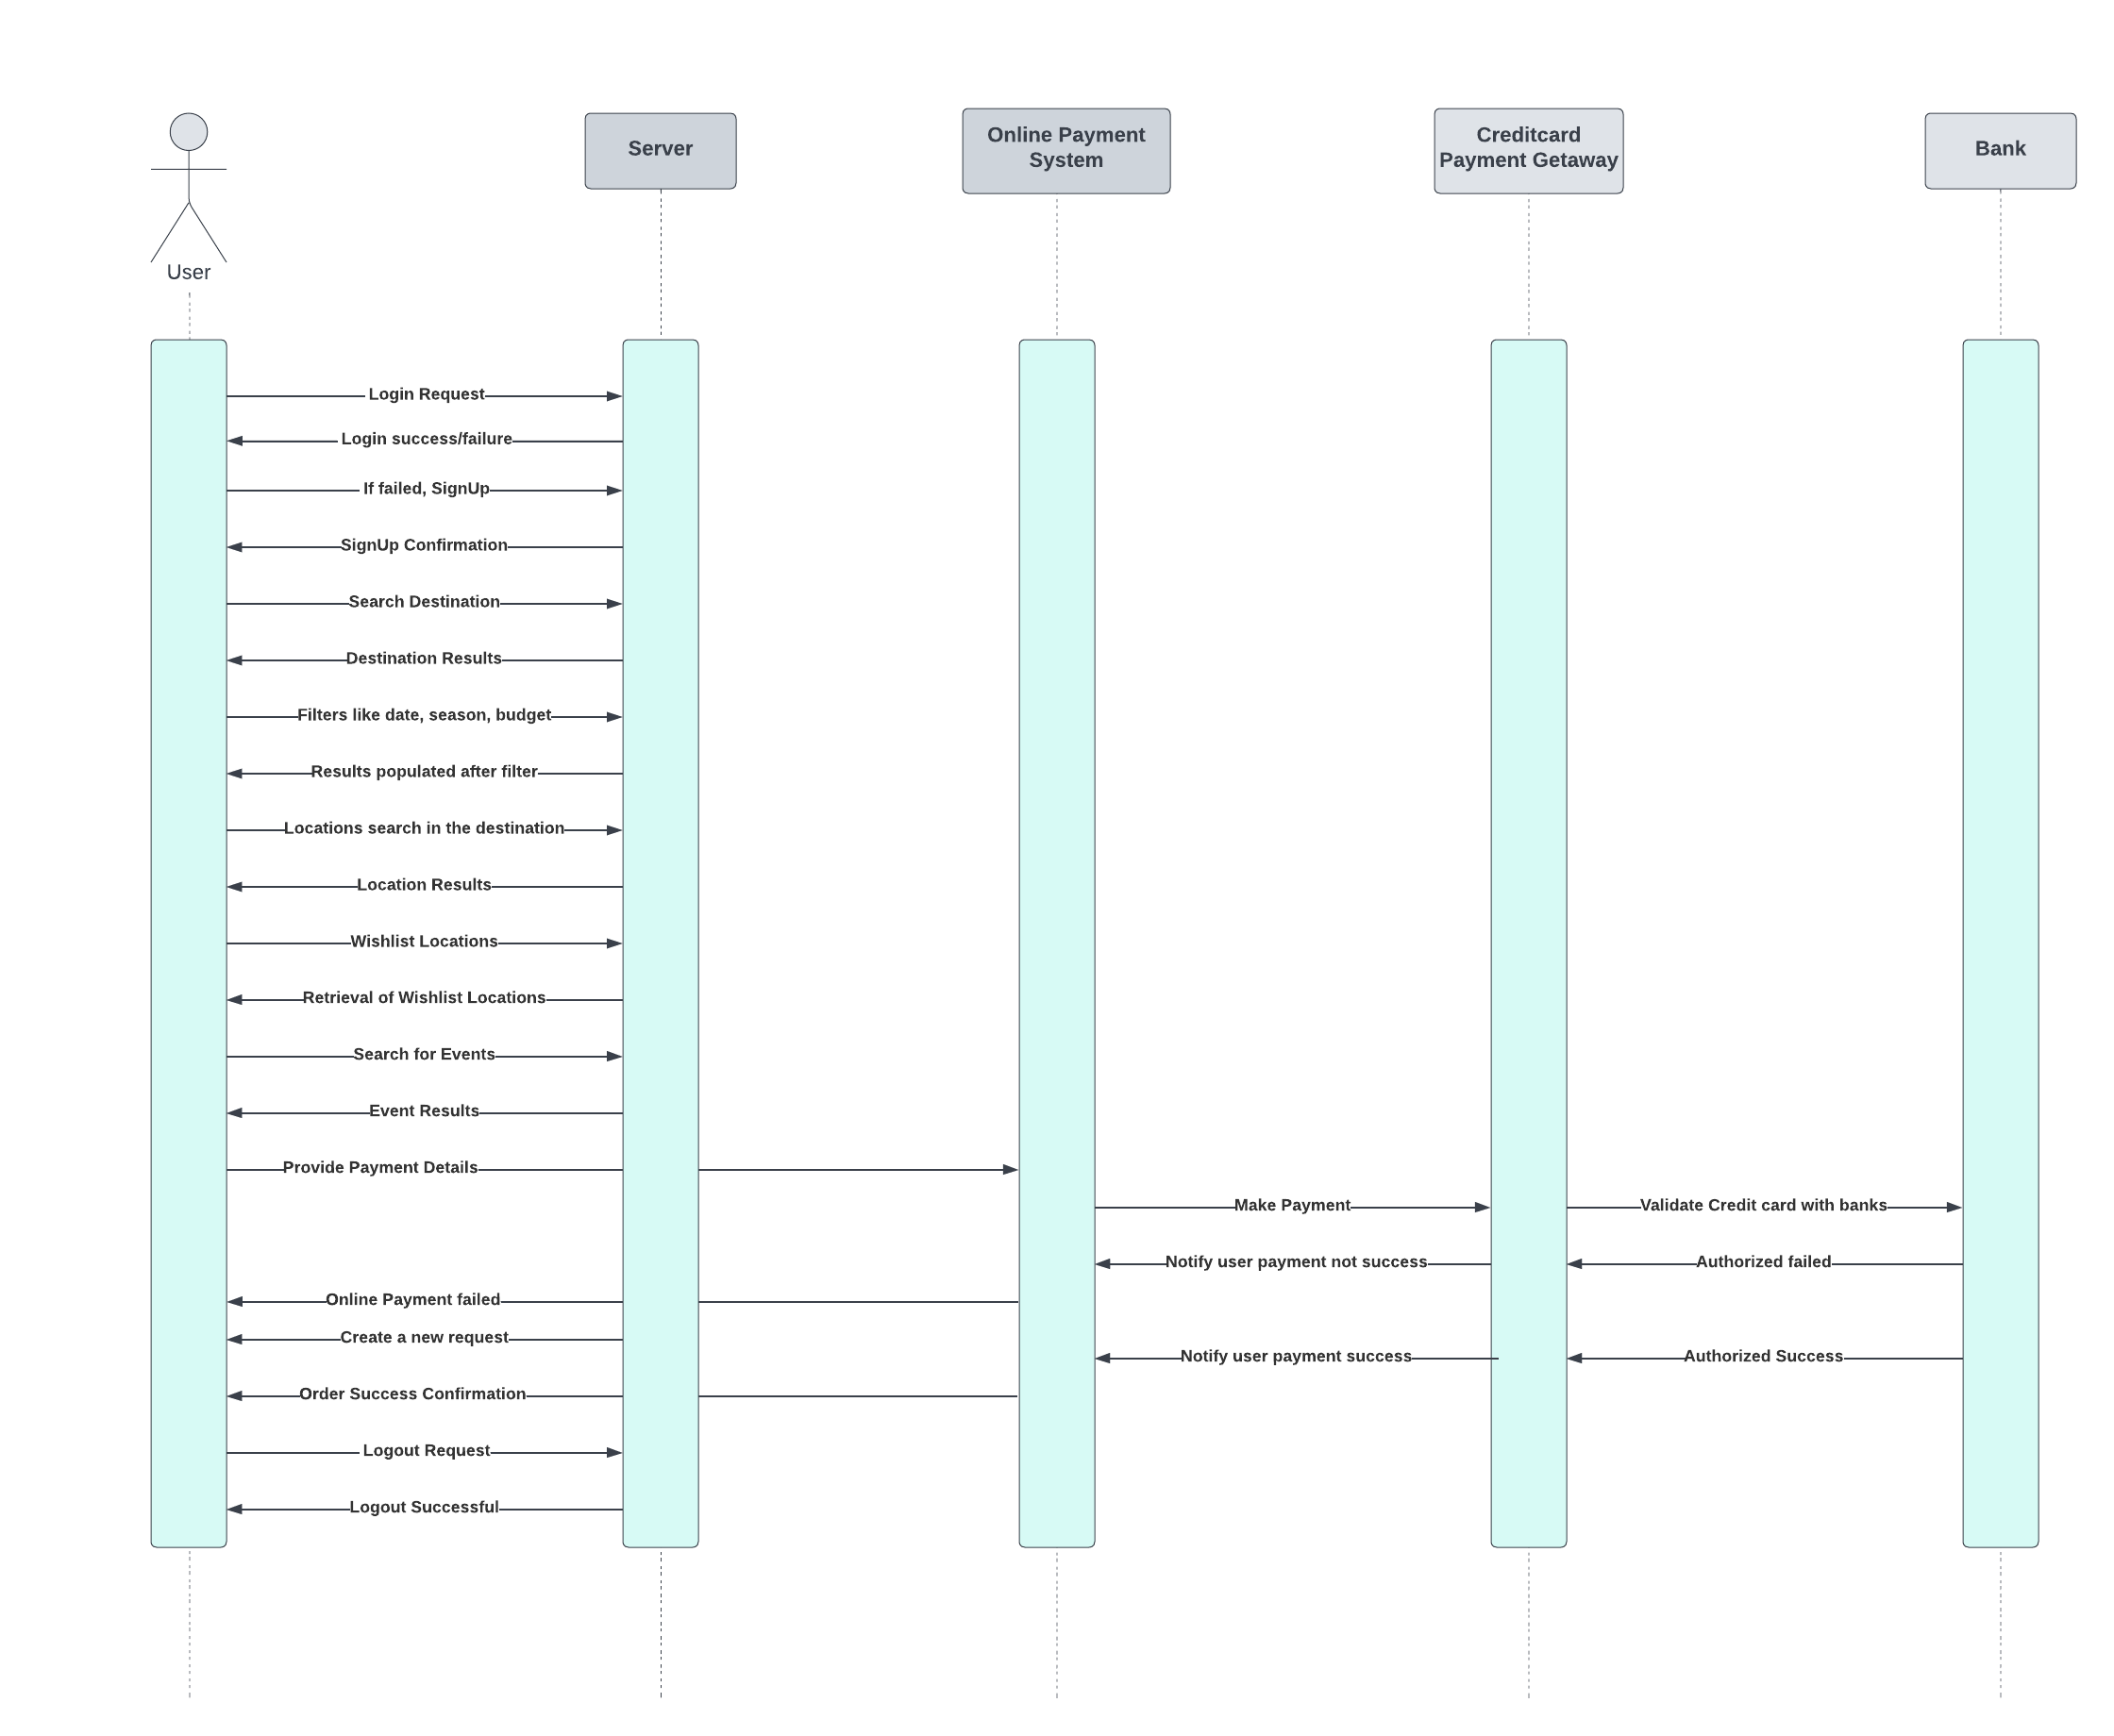 User
Server
Online Payment
System
Creditcard
Payment Getaway
Bank
Login Request
Login success/failure
If failed, SignUp
SignUp Confirmation
Search Destination
Destination Results
Filters like date, season, budget
Results populated after filter
Locations search in the destination
Location Results
Wishlist Locations
Retrieval of Wishlist Locations
Search for Events
Event Results
Provide Payment Details
Make Payment
Validate Credit card with banks
Notify user payment not success
Authorized failed
Online Payment failed
Create a new request
Notify user payment success
Authorized Success
Order Success Confirmation
Logout Request
Logout Successful